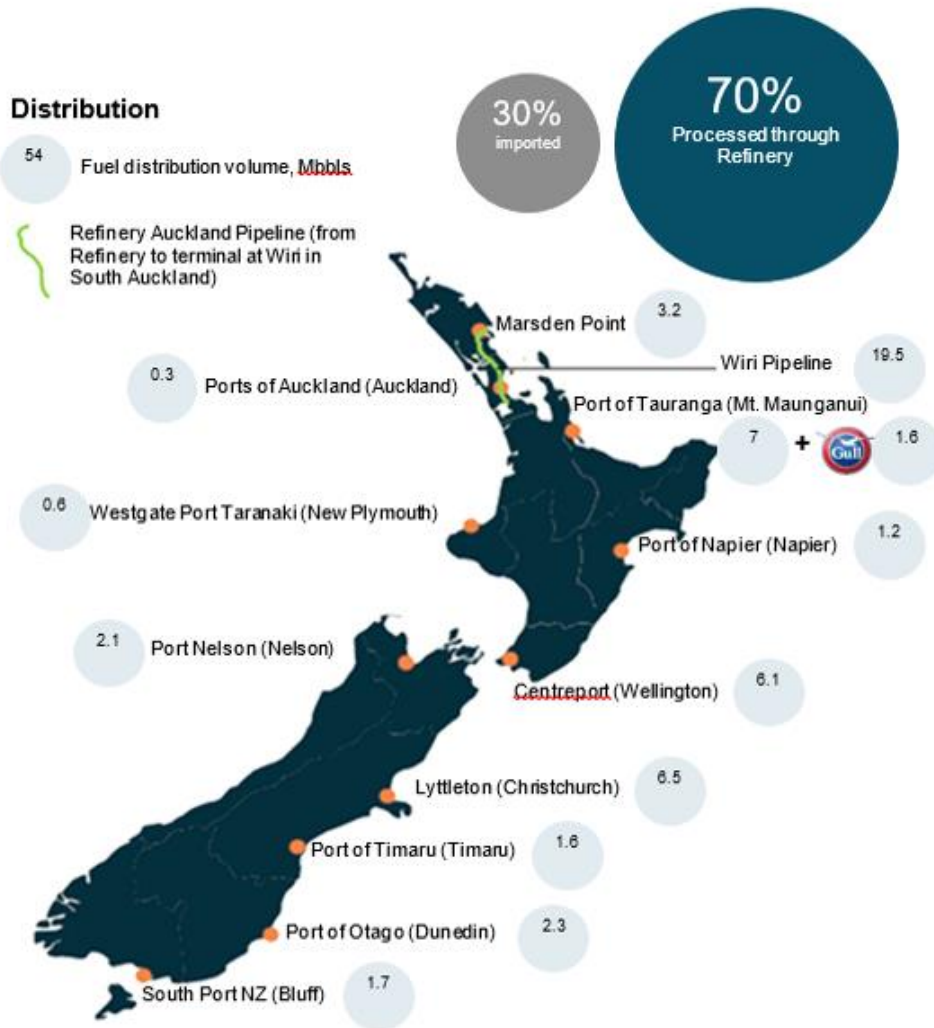 30%
imported
70%
Processed through
Refinery
Distribution
54
Fuel distribution volume, Mbbls
Refinery Auckland Pipeline (from
Refinery to terminal at Wiri in
South Auckland)
Marsden Point
3.2
Wiri Pipeline
19.5
0.3
Ports of Auckland (Auckland)
Port of Tauranga (Mt. Maunganui)
7
+
Gull
1.6
0.6
Westgate Port Taranaki (New Plymouth)
Port of Napier (Napier)
1.2
2.1
Port Nelson (Nelson)
Centreport (Wellington)
6.1
Lyttleton (Christchurch)
6.5
Port of Timaru (Timaru)
1.6
Port of Otago (Dunedin)
2.3
South Port NZ (Bluff)
1.7